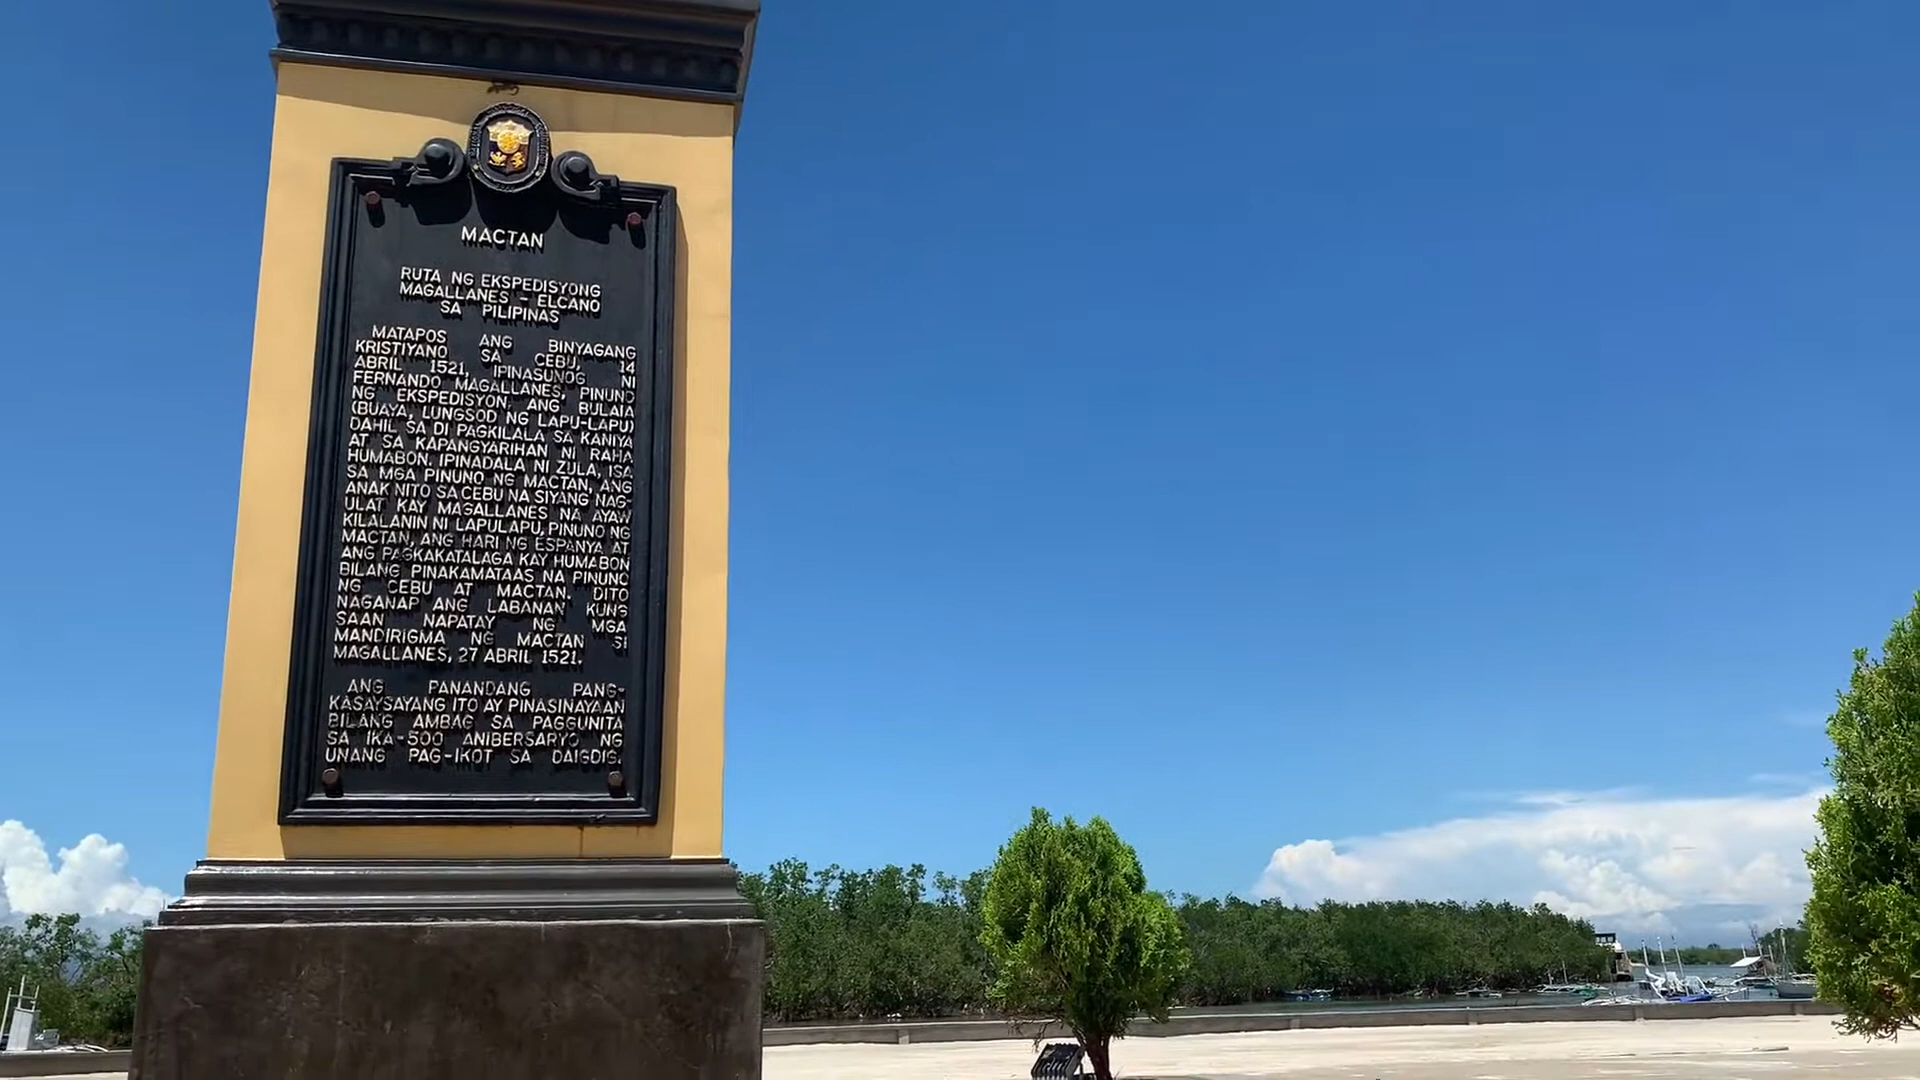 MACTAN
RUTA NG EKSPEDISYONG
MAGALLANES - ELCANO
SA PILIPINAS
MATAPOS ANG BINYAGANG
KRISTIYANO SA CEBU, 14
ABRIL 1521, IPINASUNOG NI
FERNANDO MAGALLANES, PINUNO
NG EKSPEDISYON, ANG BULAIA
(BUAYA, LUNGSOD NG LAPU-LAPU)
DAHIL SA DI PAGKILALA SA KANIYA
AT SA KAPANGYARIHAN NI RAHA
HUMABON. IPINADALA NI ZULA, ISA
SA MGA PINUNO NG MACTAN, ANG
ANAK NITO SA CEBU NA SIYANG NAG-
ULAT KAY MAGALLANES NA AYAW
KILALANIN NI LAPULAPU, PINUNO NG
MACTAN, ANG HARI NG ESPANYA AT
ANG PAGKAKATALAGA KAY HUMABON
BILANG PINAKAMATAAS NA PINUNO
NG CEBU AT MACTAN. DITO
NAGANAP ANG LABANAN KUNG
SAAN NAPATAY NG MGA
MANDIRIGMA NG MACTAN SI
MAGALLANES, 27 ABRIL 1521.
ANG PANANDANG PANG-
KASAYSAYANG ITO AY PINASINAYAAN
BILANG AMBAG SA PAGGUNITA
SA IKA-500 ANIBERSARYO NG
UNANG PAG-IKOT SA DAIGDIG.